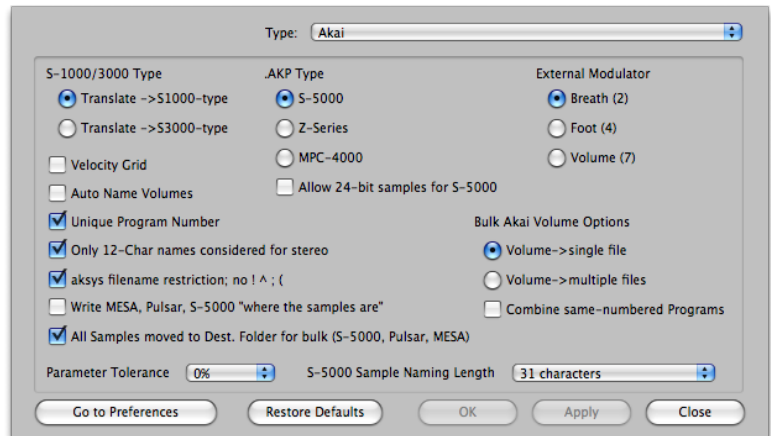 Type: Akai
S-1000/3000 Type
.AKP Type
External Modulator
Translate ->S1000-type
S-5000
Breath (2)
Translate ->S3000-type
Z-Series
Foot (4)
Velocity Grid
MPC-4000
Volume (7)
Auto Name Volumes
Allow 24-bit samples for S-5000
Unique Program Number
Bulk Akai Volume Options
Only 12-Char names considered for stereo
Volume->single file
aksys filename restriction; no ! ^ ; (
Volume->multiple files
Write MESA, Pulsar, S-5000 "where the samples are"
Combine same-numbered Programs
All Samples moved to Dest. Folder for bulk (S-5000, Pulsar, MESA)
Parameter Tolerance 0% S-5000 Sample Naming Length 31 characters
Go to Preferences Restore Defaults OK Apply Close